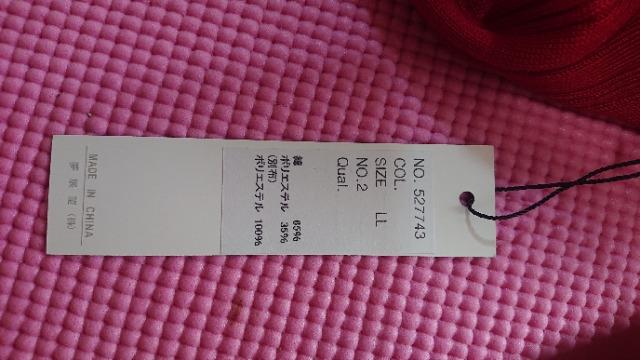 NO. 527743
COL.
SIZE LL
NO.2
Qual.
綿 65%
ポリエステル 35%
(別布)
ポリエステル 100%
MADE IN CHINA
(株)